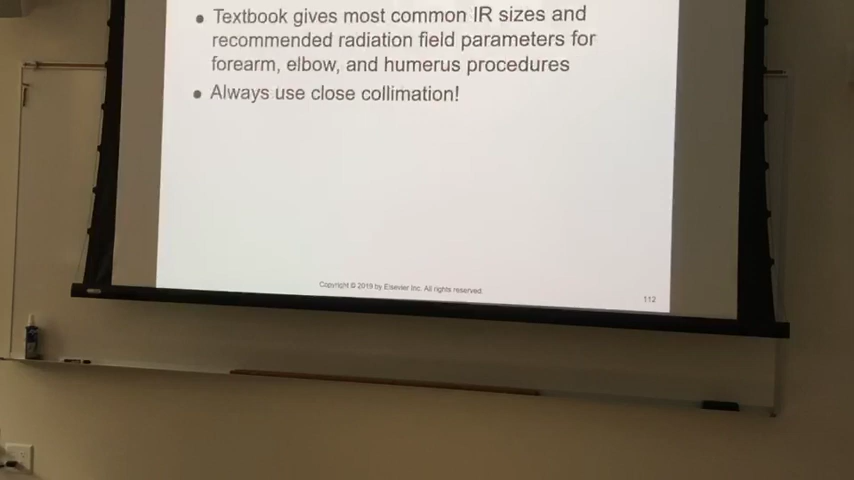 • Textbook gives most common IR sizes and
recommended radiation field parameters for
forearm, elbow, and humerus procedures
• Always use close collimation!
Copyright © 2019 by Elsevier Inc. All rights reserved.
112